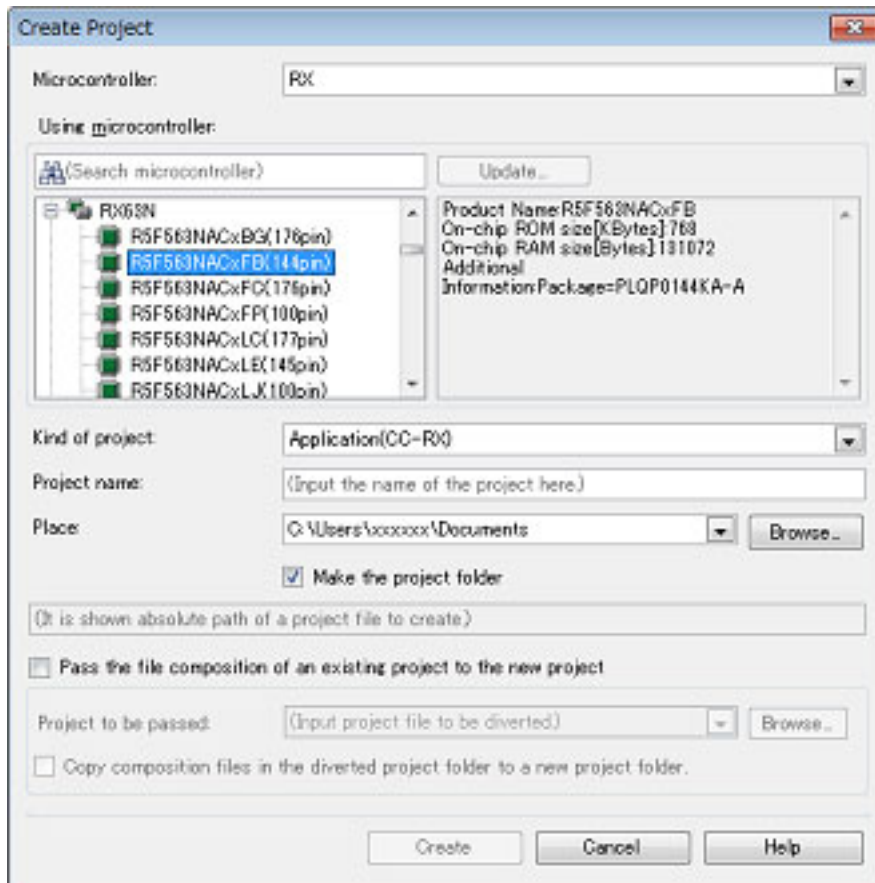 Create Project
Microcontroller: RX
Using microcontroller:
(Search microcontroller) Update...
RX63N
R5F563NACxBG(176pin)
R5F563NACxFB(144pin)
R5F563NACxFC(176pin)
R5F563NACxFP(100pin)
R5F563NACxLC(177pin)
R5F563NACxLE(145pin)
R5F563NACxLJ(100pin)
Product Name:R5F563NACxFB
On-chip ROM size[KBytes]:768
On-chip RAM size[Bytes]:131072
Additional
Information:Package=PLQP0144KA-A
Kind of project: Application(CC-RX)
Project name: (Input the name of the project here.)
Place: C:\Users\xxxxxx\Documents Browse...
Make the project folder
(It is shown absolute path of a project file to create)
Pass the file composition of an existing project to the new project
Project to be passed: (Input project file to be diverted.) Browse...
Copy composition files in the diverted project folder to a new project folder.
Create Cancel Help